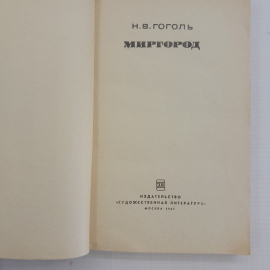 Н. В. ГОГОЛЬ
МИРГОРОД
ИЗДАТЕЛЬСТВО
«ХУДОЖЕСТВЕННАЯ ЛИТЕРАТУРА»
МОСКВА